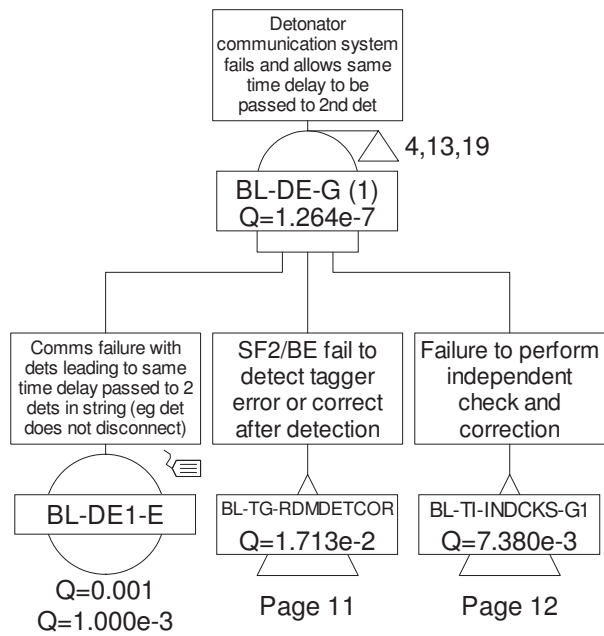 Detonator
communication system
fails and allows same
time delay to be
passed to 2nd det
4,13,19
BL-DE-G (1)
Q=1.264e-7
Comms failure with
dets leading to same
time delay passed to 2
dets in string (eg det
does not disconnect)
SF2/BE fail to
detect tagger
error or correct
after detection
Failure to perform
independent
check and
correction
BL-DE1-E
Q=0.001
Q=1.000e-3
BL-TG-RDMDETCOR
Q=1.713e-2
Page 11
BL-TI-INDCKS-G1
Q=7.380e-3
Page 12